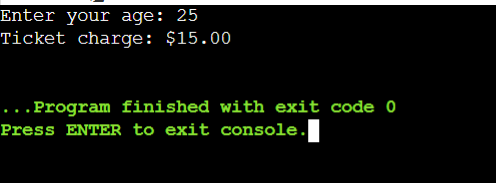 Enter your age: 25
Ticket charge: $15.00
...Program finished with exit code 0
Press ENTER to exit console.